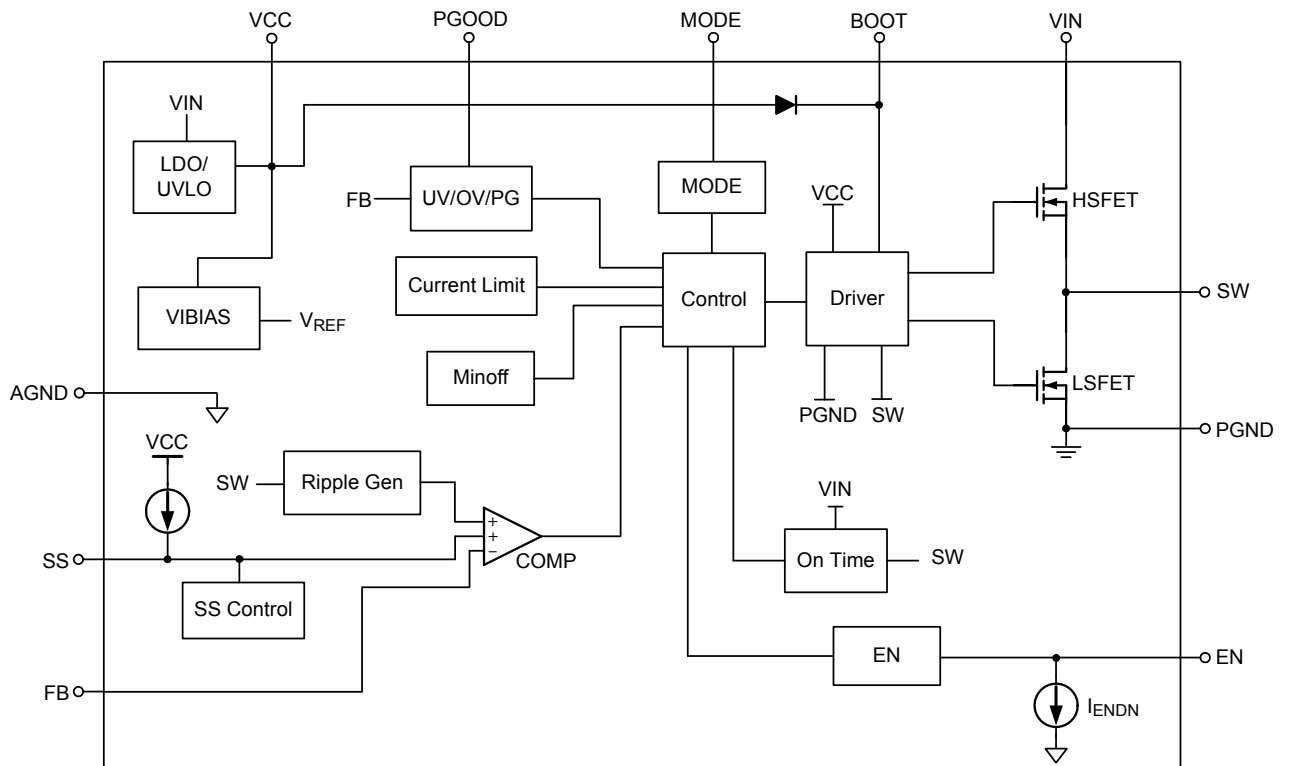 VCC
PGOOD
MODE
BOOT
VIN
VIN
LDO/
UVLO
FB
UV/OV/PG
MODE
VCC
HSFET
Current Limit
Control
Driver
SW
VIBIAS
VREF
Minoff
LSFET
AGND
PGND
SW
PGND
VCC
SW
Ripple Gen
VIN
SS
COMP
On Time
SW
SS Control
EN
EN
FB
IENDN
+
+
−